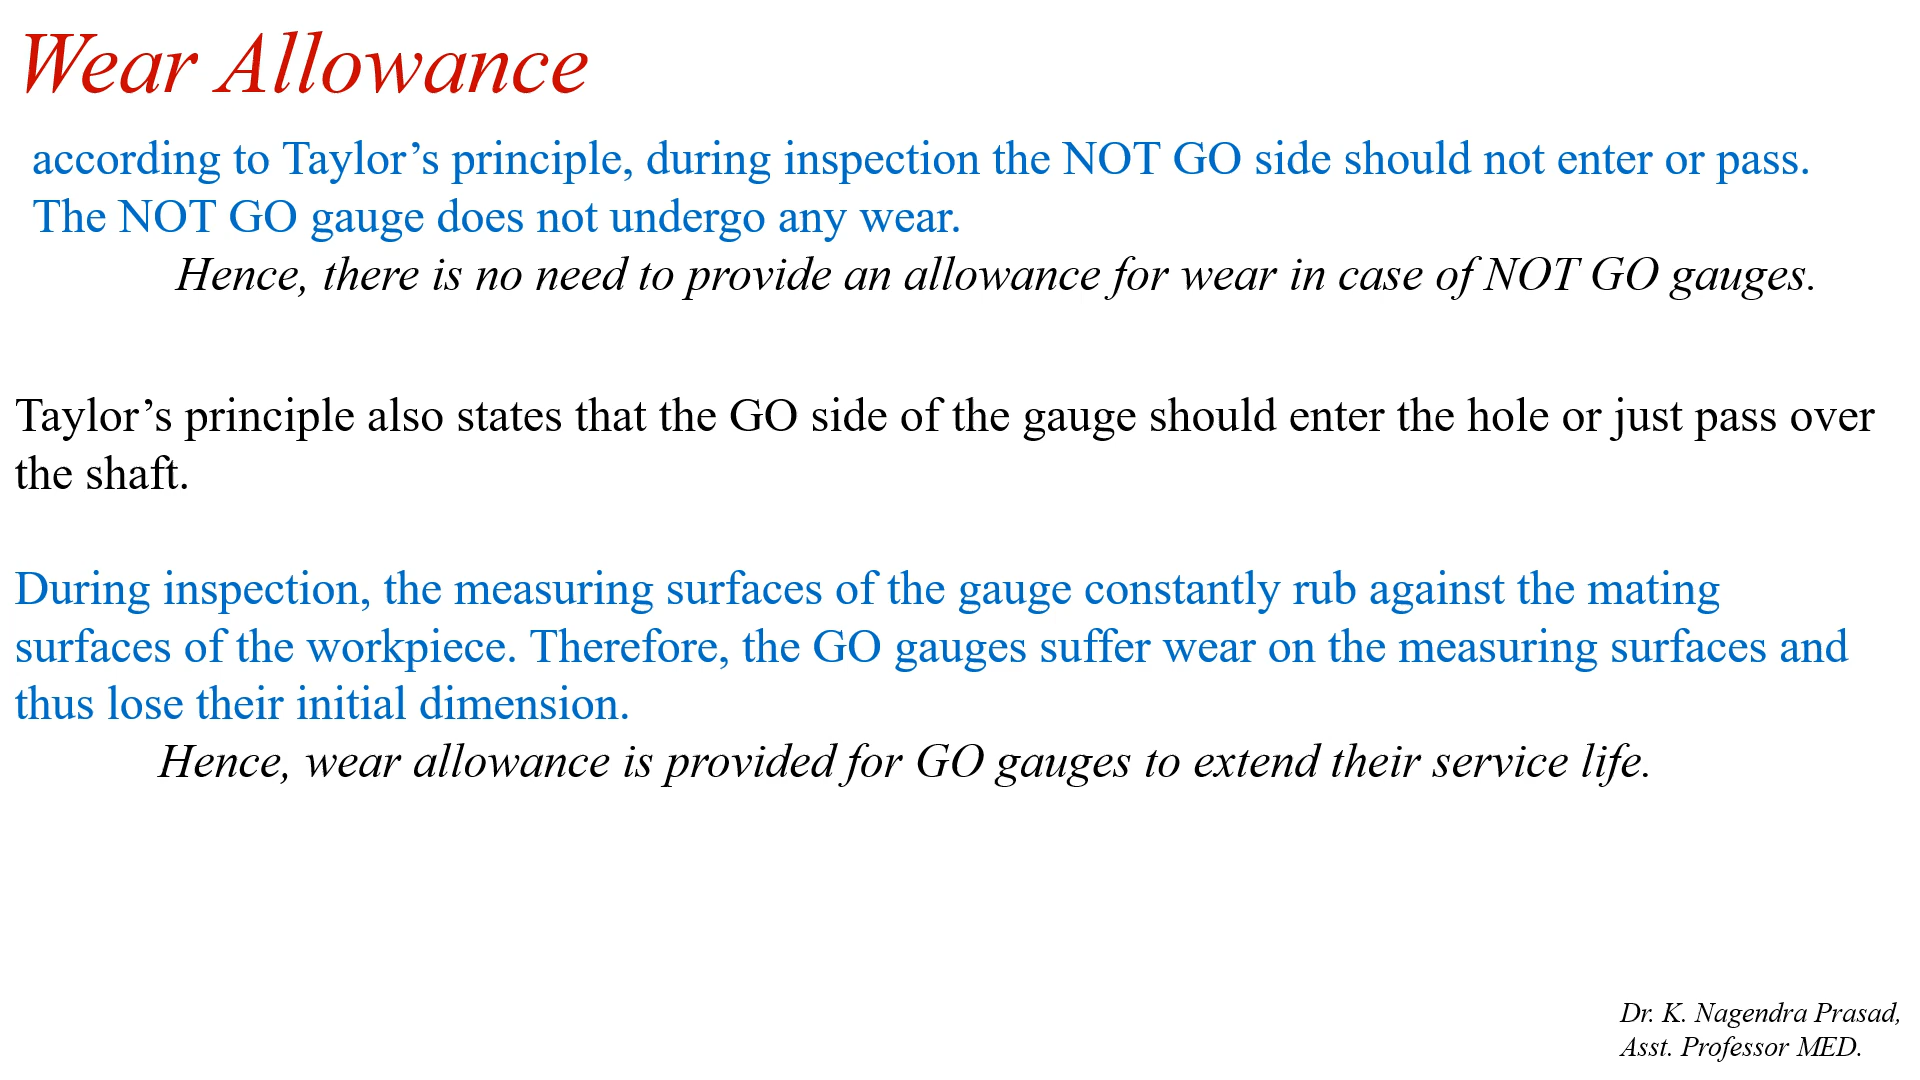 Wear Allowance
according to Taylor’s principle, during inspection the NOT GO side should not enter or pass.
The NOT GO gauge does not undergo any wear.
Hence, there is no need to provide an allowance for wear in case of NOT GO gauges.
Taylor’s principle also states that the GO side of the gauge should enter the hole or just pass over
the shaft.
During inspection, the measuring surfaces of the gauge constantly rub against the mating
surfaces of the workpiece. Therefore, the GO gauges suffer wear on the measuring surfaces and
thus lose their initial dimension.
Hence, wear allowance is provided for GO gauges to extend their service life.
Dr. K. Nagendra Prasad,
Asst. Professor MED.